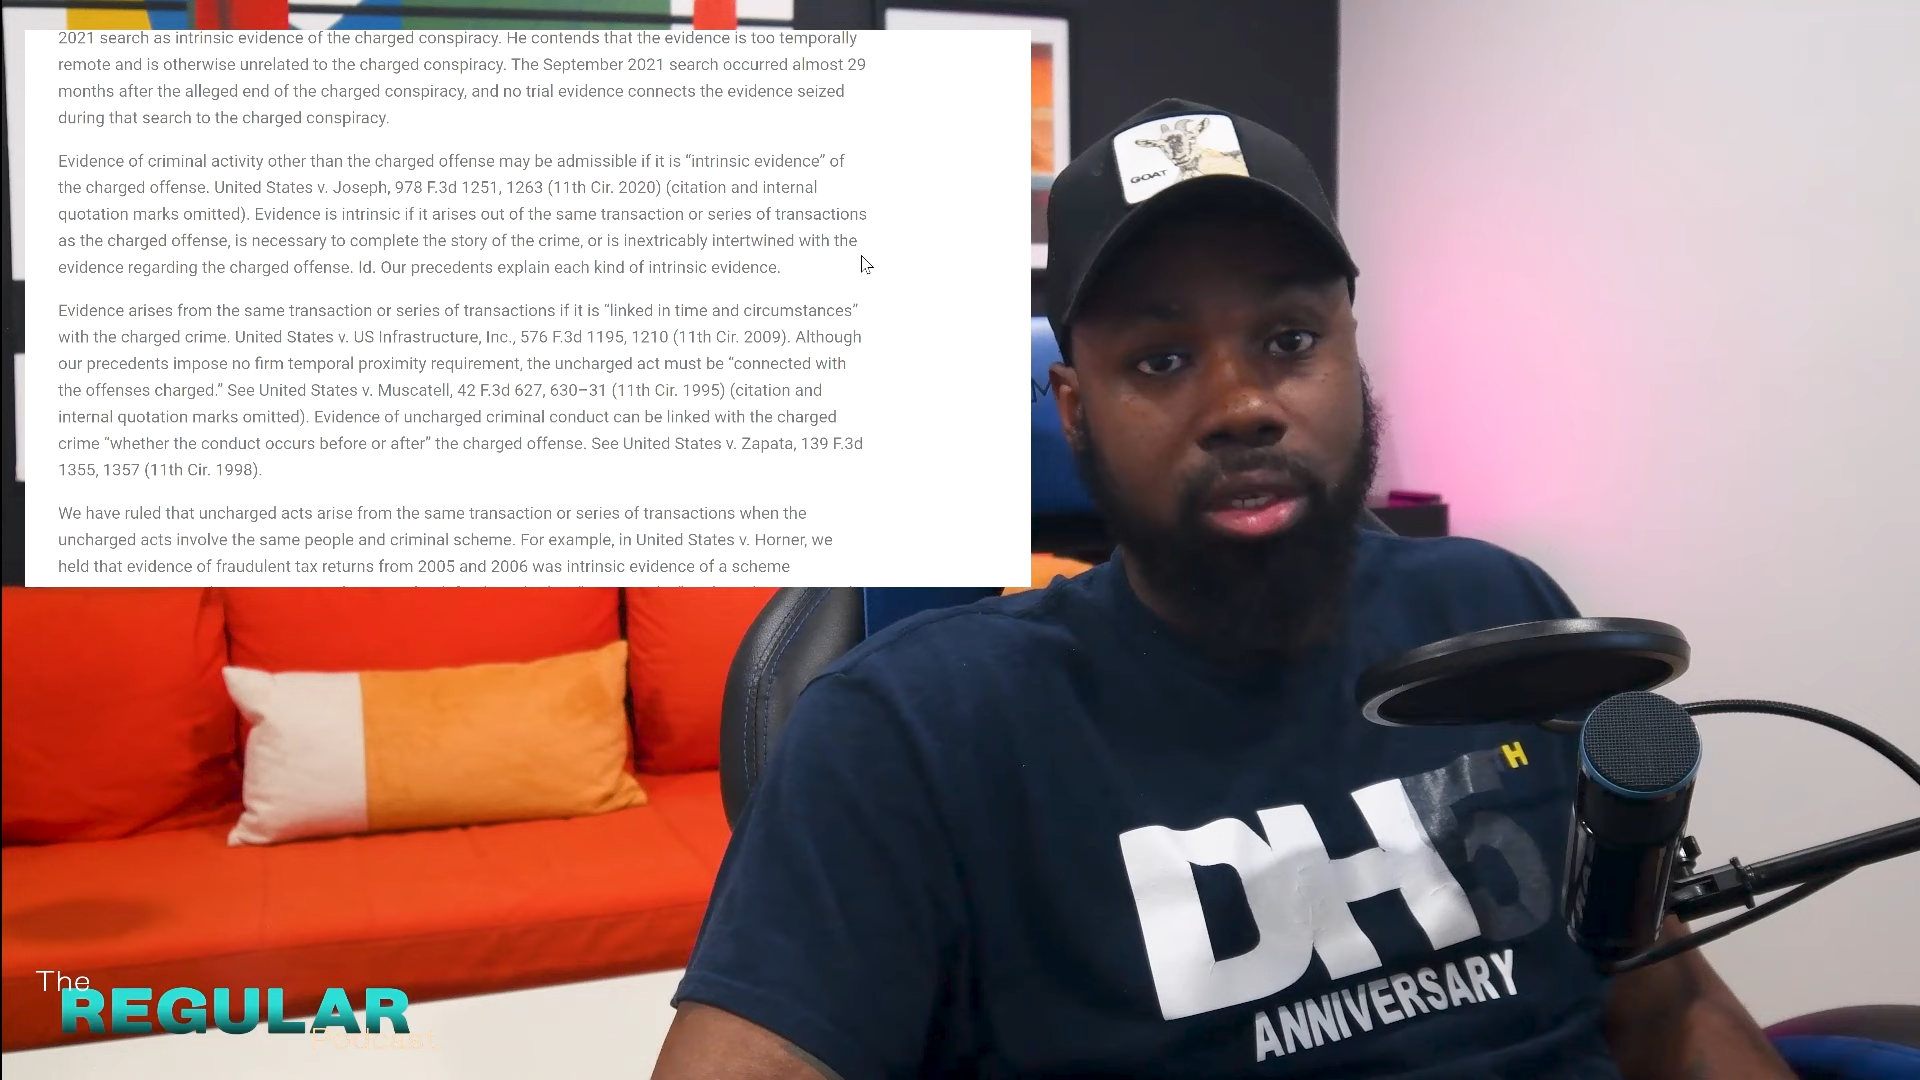 2021 search as intrinsic evidence of the charged conspiracy. He contends that the evidence is too temporally
remote and is otherwise unrelated to the charged conspiracy. The September 2021 search occurred almost 29
months after the alleged end of the charged conspiracy, and no trial evidence connects the evidence seized
during that search to the charged conspiracy.
Evidence of criminal activity other than the charged offense may be admissible if it is “intrinsic evidence” of
the charged offense. United States v. Joseph, 978 F.3d 1251, 1263 (11th Cir. 2020) (citation and internal
quotation marks omitted). Evidence is intrinsic if it arises out of the same transaction or series of transactions
as the charged offense, is necessary to complete the story of the crime, or is inextricably intertwined with the
evidence regarding the charged offense. Id. Our precedents explain each kind of intrinsic evidence.
Evidence arises from the same transaction or series of transactions if it is “linked in time and circumstances”
with the charged crime. United States v. US Infrastructure, Inc., 576 F.3d 1195, 1210 (11th Cir. 2009). Although
our precedents impose no firm temporal proximity requirement, the uncharged act must be “connected with
the offenses charged.” See United States v. Muscatell, 42 F.3d 627, 630–31 (11th Cir. 1995) (citation and
internal quotation marks omitted). Evidence of uncharged criminal conduct can be linked with the charged
crime “whether the conduct occurs before or after” the charged offense. See United States v. Zapata, 139 F.3d
1355, 1357 (11th Cir. 1998).
We have ruled that uncharged acts arise from the same transaction or series of transactions when the
uncharged acts involve the same people and criminal scheme. For example, in United States v. Horner, we
held that evidence of fraudulent tax returns from 2005 and 2006 was intrinsic evidence of a scheme
GOAT
DH5
H
ANNIVERSARY
The
REGULAR
Podcast